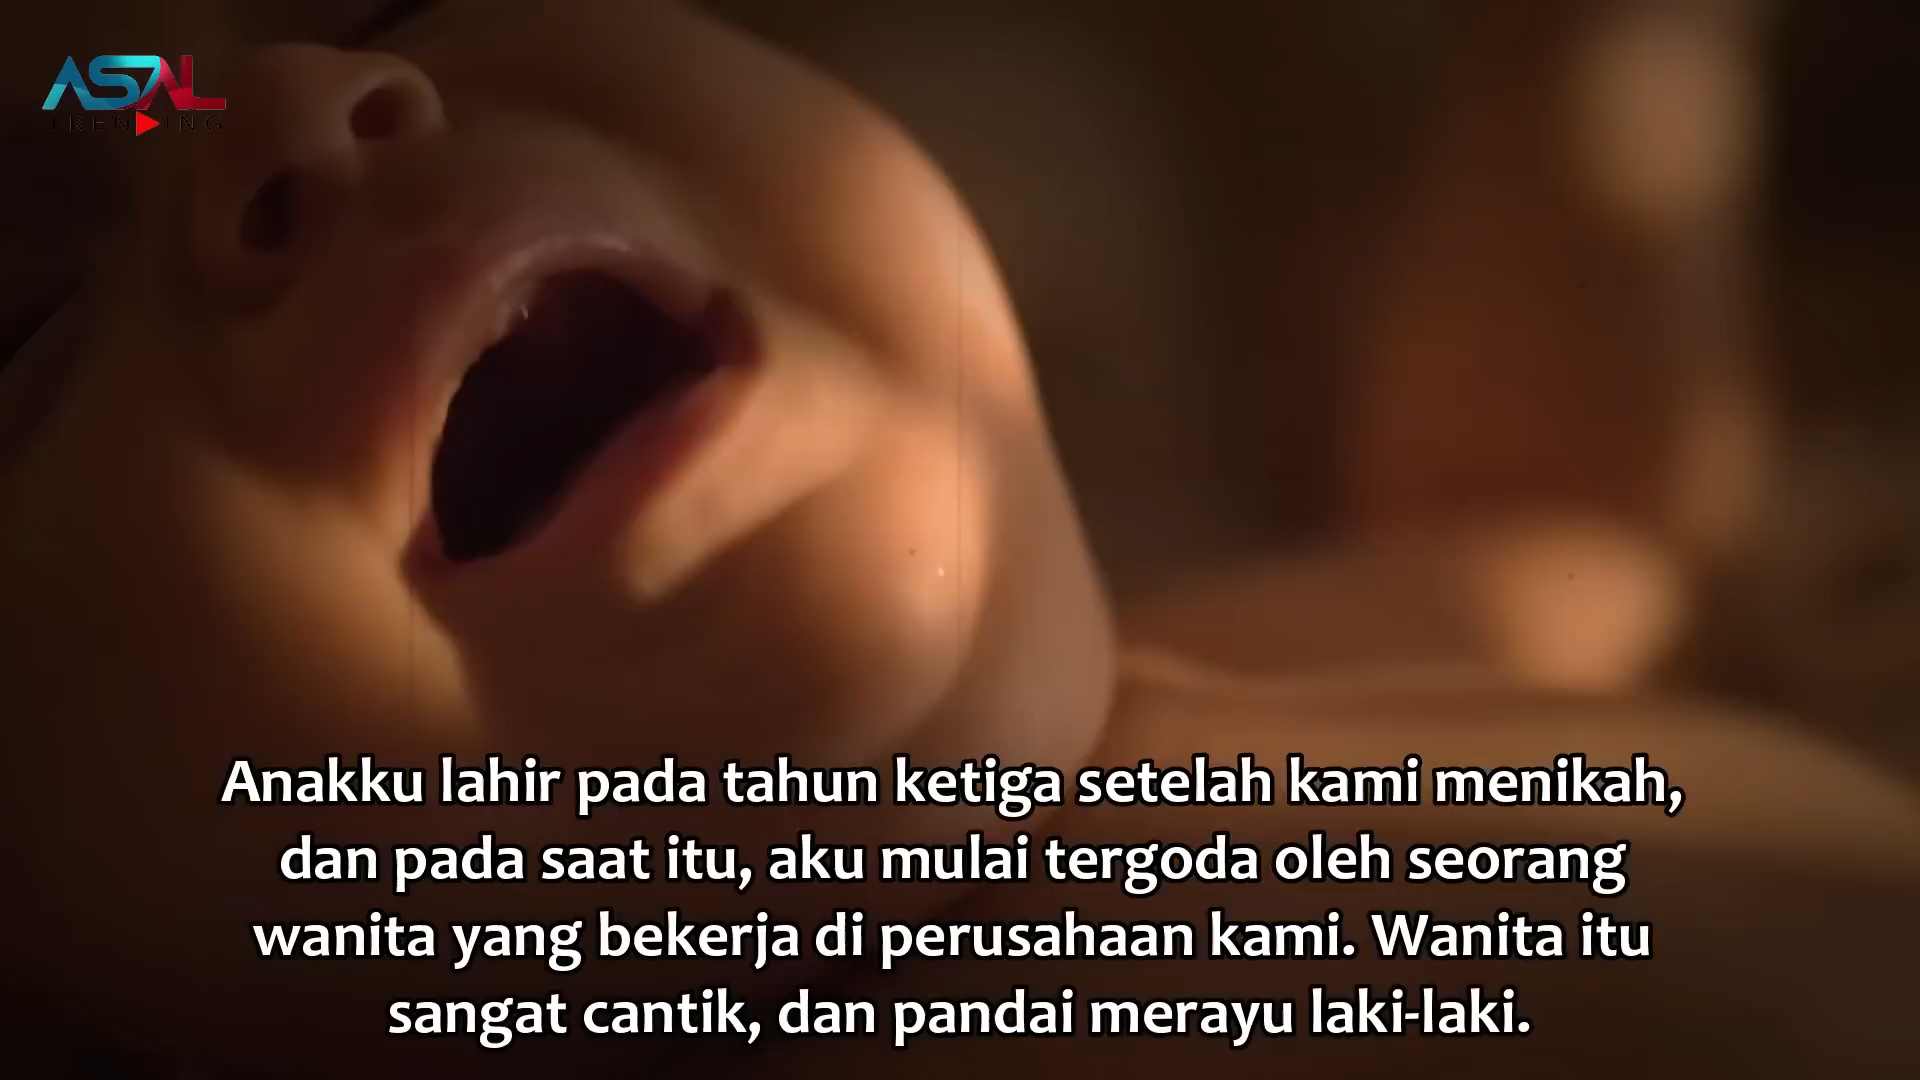 ASAL
TRENDING
Anakku lahir pada tahun ketiga setelah kami menikah,
dan pada saat itu, aku mulai tergoda oleh seorang
wanita yang bekerja di perusahaan kami. Wanita itu
sangat cantik, dan pandai merayu laki-laki.